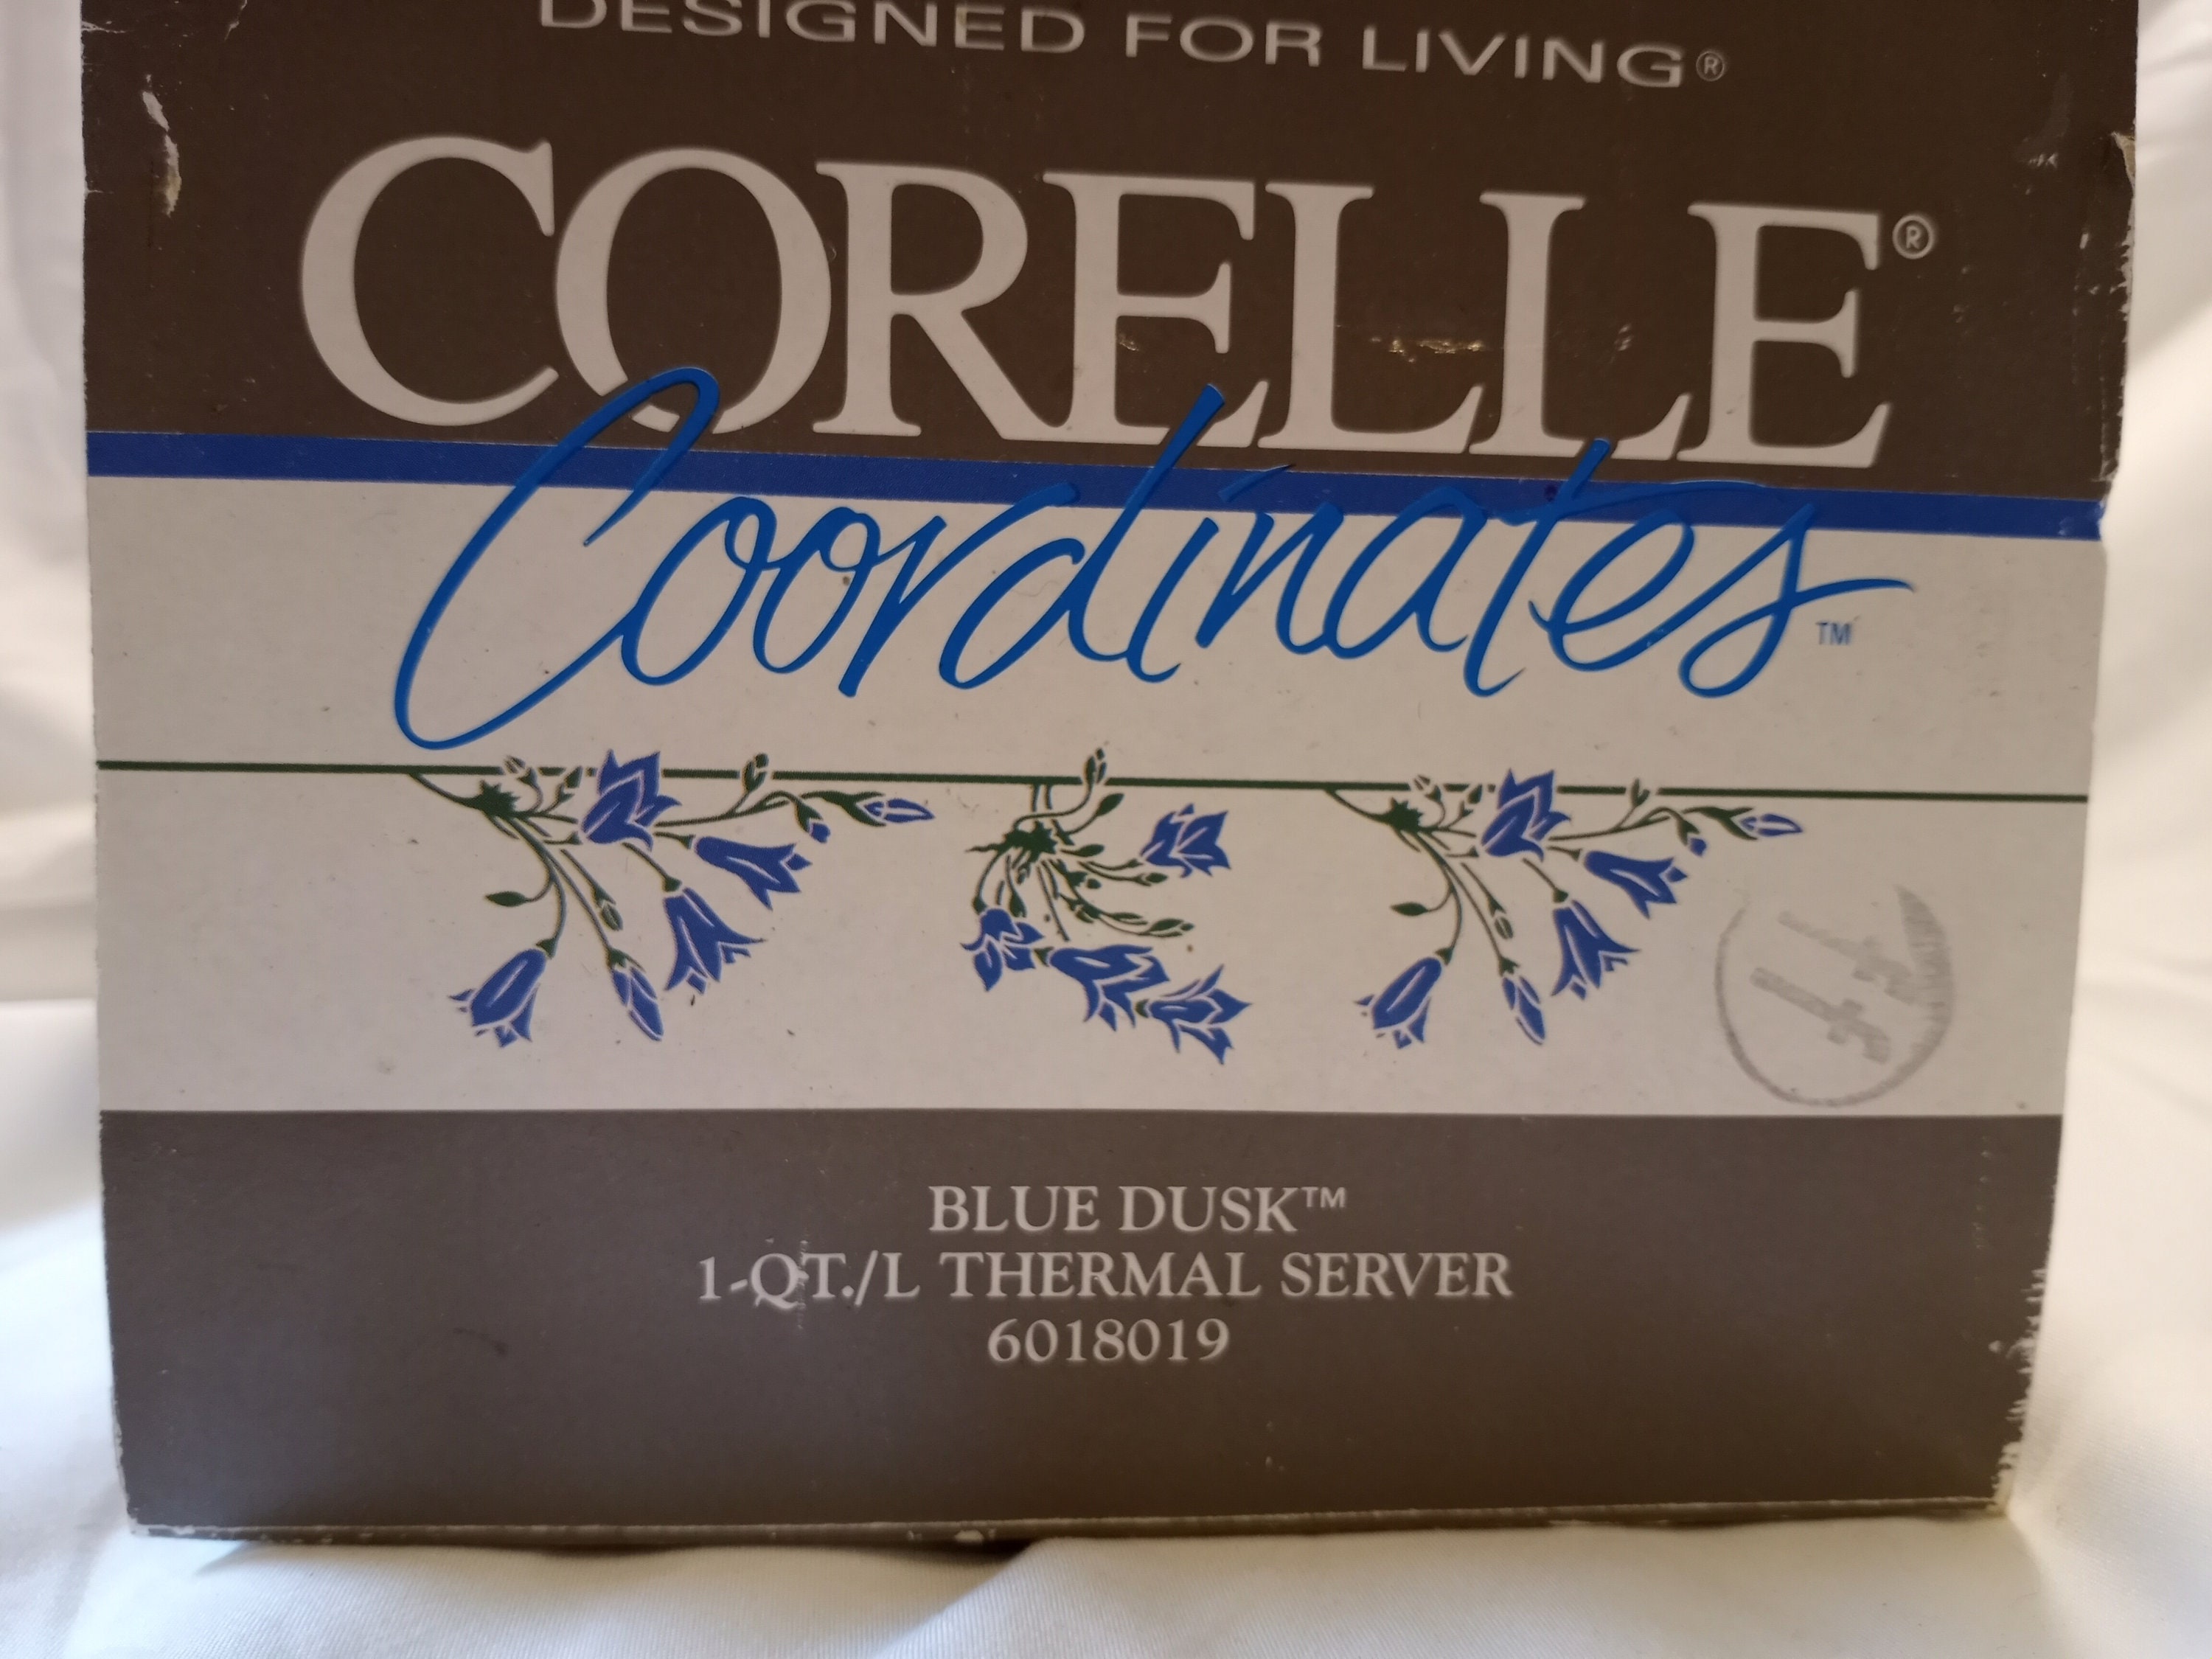 DESIGNED FOR LIVING®
CORELLE®
Coordinates™
BLUE DUSK™
1-QT./L THERMAL SERVER
6018019